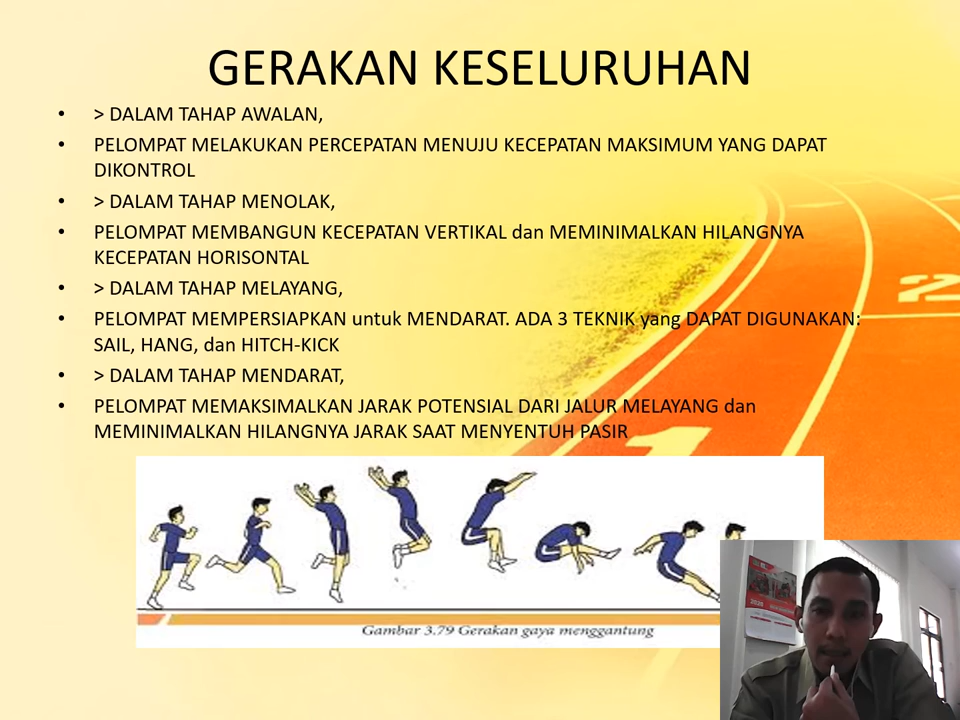 GERAKAN KESELURUHAN
• > DALAM TAHAP AWALAN,
• PELOMPAT MELAKUKAN PERCEPATAN MENUJU KECEPATAN MAKSIMUM YANG DAPAT
DIKONTROL
• > DALAM TAHAP MENOLAK,
• PELOMPAT MEMBANGUN KECEPATAN VERTIKAL dan MEMINIMALKAN HILANGNYA
KECEPATAN HORISONTAL
• > DALAM TAHAP MELAYANG,
• PELOMPAT MEMPERSIAPKAN untuk MENDARAT. ADA 3 TEKNIK yang DAPAT DIGUNAKAN:
SAIL, HANG, dan HITCH-KICK
• > DALAM TAHAP MENDARAT,
• PELOMPAT MEMAKSIMALKAN JARAK POTENSIAL DARI JALUR MELAYANG dan
MEMINIMALKAN HILANGNYA JARAK SAAT MENYENTUH PASIR
2
1
Gambar 3.79 Gerakan gaya menggantung
2020